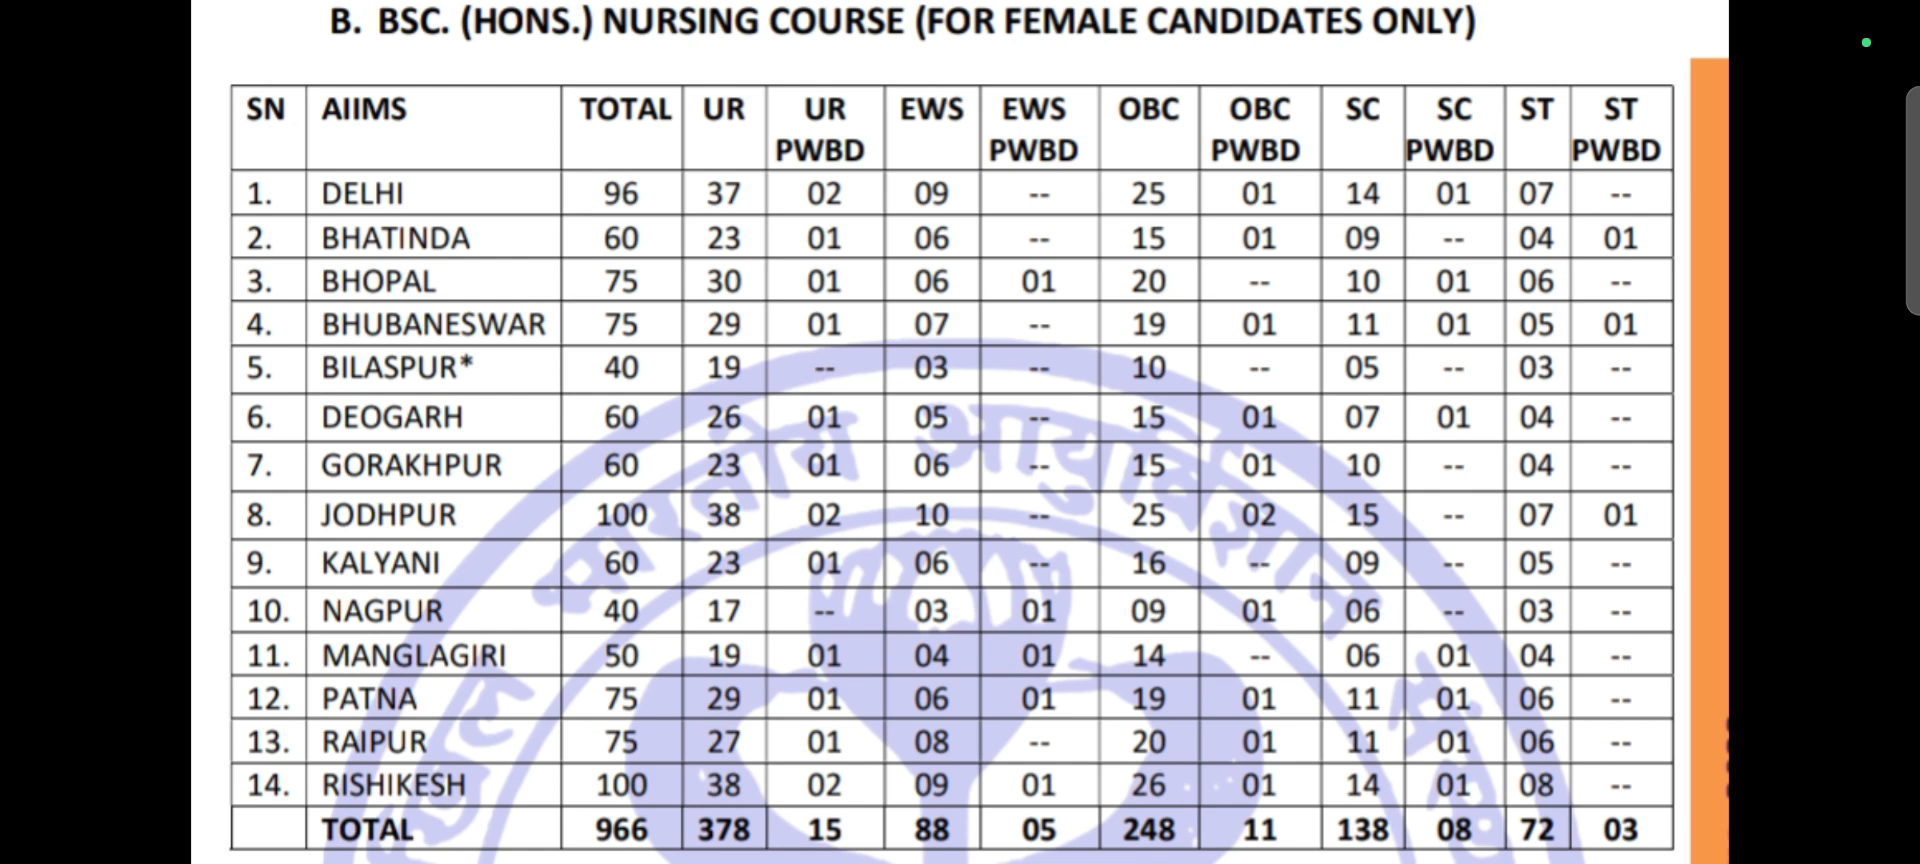 B. BSC. (HONS.) NURSING COURSE (FOR FEMALE CANDIDATES ONLY)
SN AIIMS TOTAL UR UR PWBD EWS EWS PWBD OBC OBC PWBD SC SC PWBD ST ST PWBD
1. DELHI 96 37 02 09 -- 25 01 14 01 07 --
2. BHATINDA 60 23 01 06 -- 15 01 09 -- 04 01
3. BHOPAL 75 30 01 06 01 20 -- 10 01 06 --
4. BHUBANESWAR 75 29 01 07 -- 19 01 11 01 05 01
5. BILASPUR* 40 19 -- 03 -- 10 -- 05 -- 03 --
6. DEOGARH 60 26 01 05 -- 15 01 07 01 04 --
7. GORAKHPUR 60 23 01 06 -- 15 01 10 -- 04 --
8. JODHPUR 100 38 02 10 -- 25 02 15 -- 07 01
9. KALYANI 60 23 01 06 -- 16 -- 09 -- 05 --
10. NAGPUR 40 17 -- 03 01 09 01 06 -- 03 --
11. MANGLAGIRI 50 19 01 04 01 14 -- 06 01 04 --
12. PATNA 75 29 01 06 01 19 01 11 01 06 --
13. RAIPUR 75 27 01 08 -- 20 01 11 01 06 --
14. RISHIKESH 100 38 02 09 01 26 01 14 01 08 --
TOTAL 966 378 15 88 05 248 11 138 08 72 03
भारतीय आयुर्विज्ञान